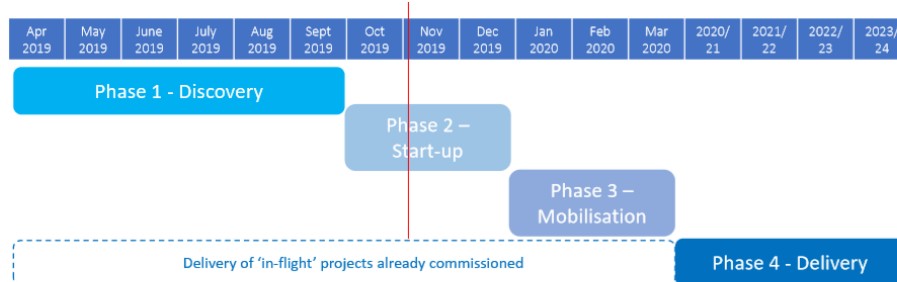 Apr May June July Aug Sept Oct Nov Dec Jan Feb Mar 2020/ 2021/ 2022/ 2023/
2019 2019 2019 2019 2019 2019 2019 2019 2019 2020 2020 2020 21 22 23 24
Phase 1 - Discovery
Phase 2 –
Start-up
Phase 3 –
Mobilisation
Delivery of ‘in-flight’ projects already commissioned
Phase 4 - Delivery